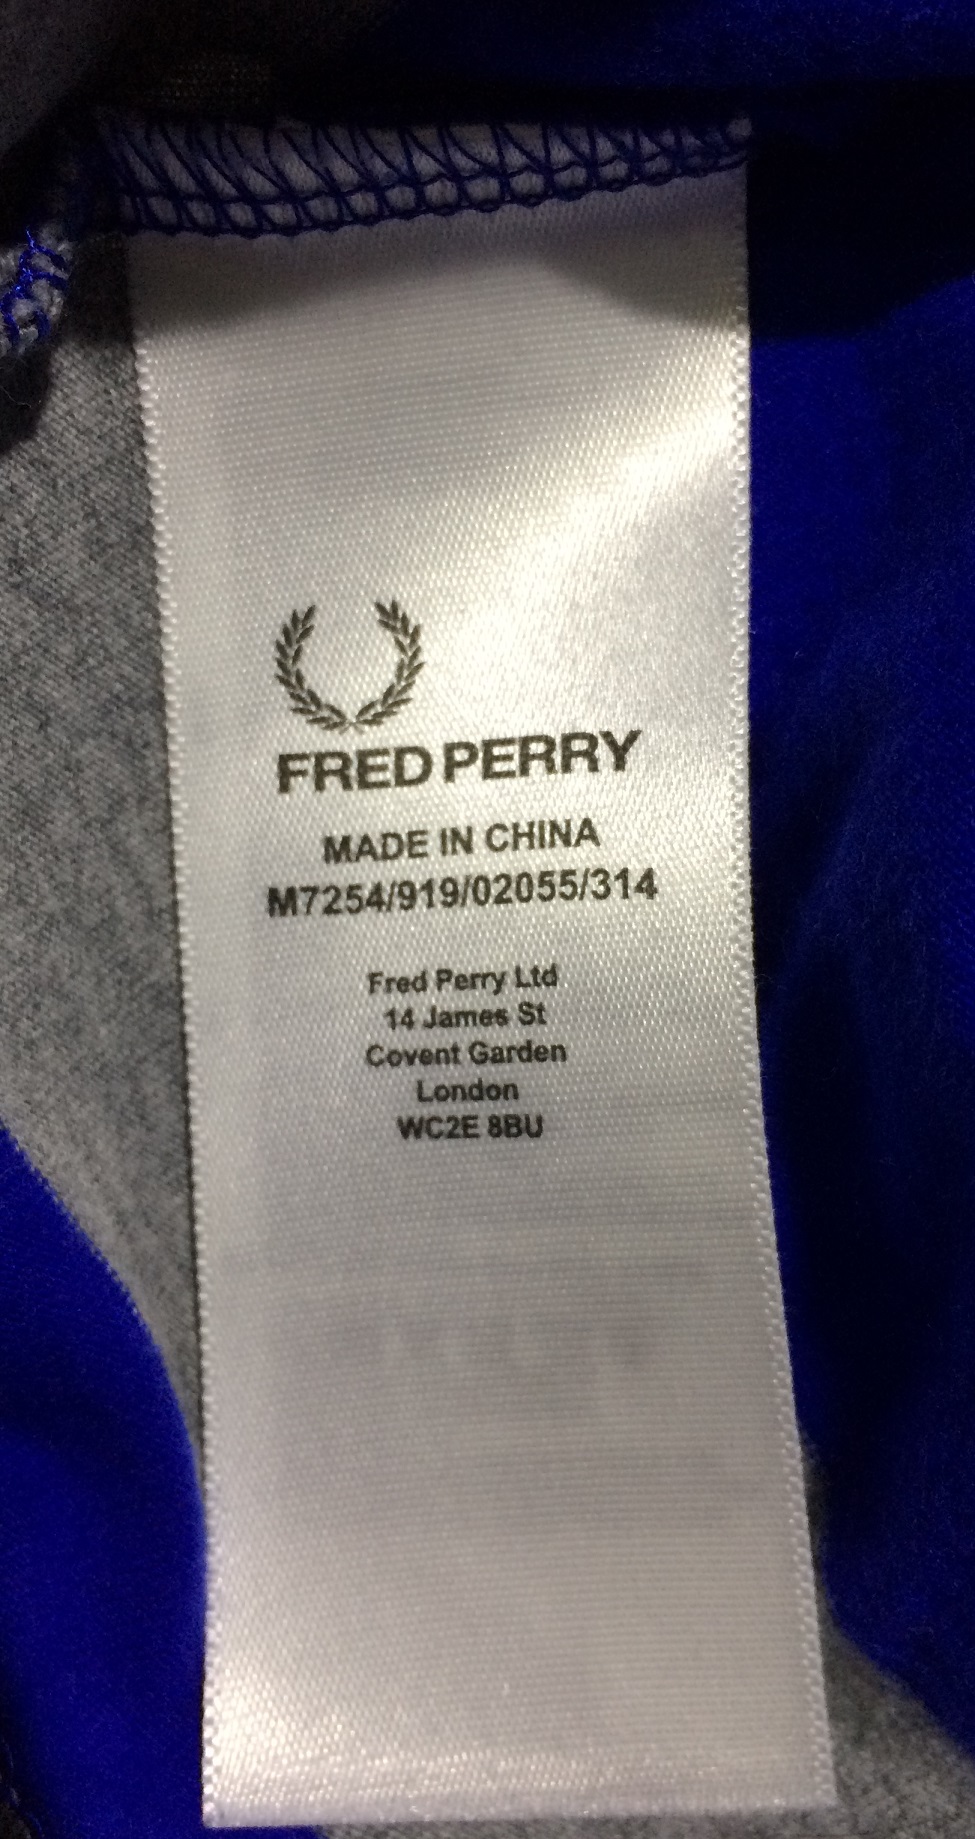 FRED PERRY
MADE IN CHINA
M7254/919/02055/314
Fred Perry Ltd
14 James St
Covent Garden
London
WC2E 8BU